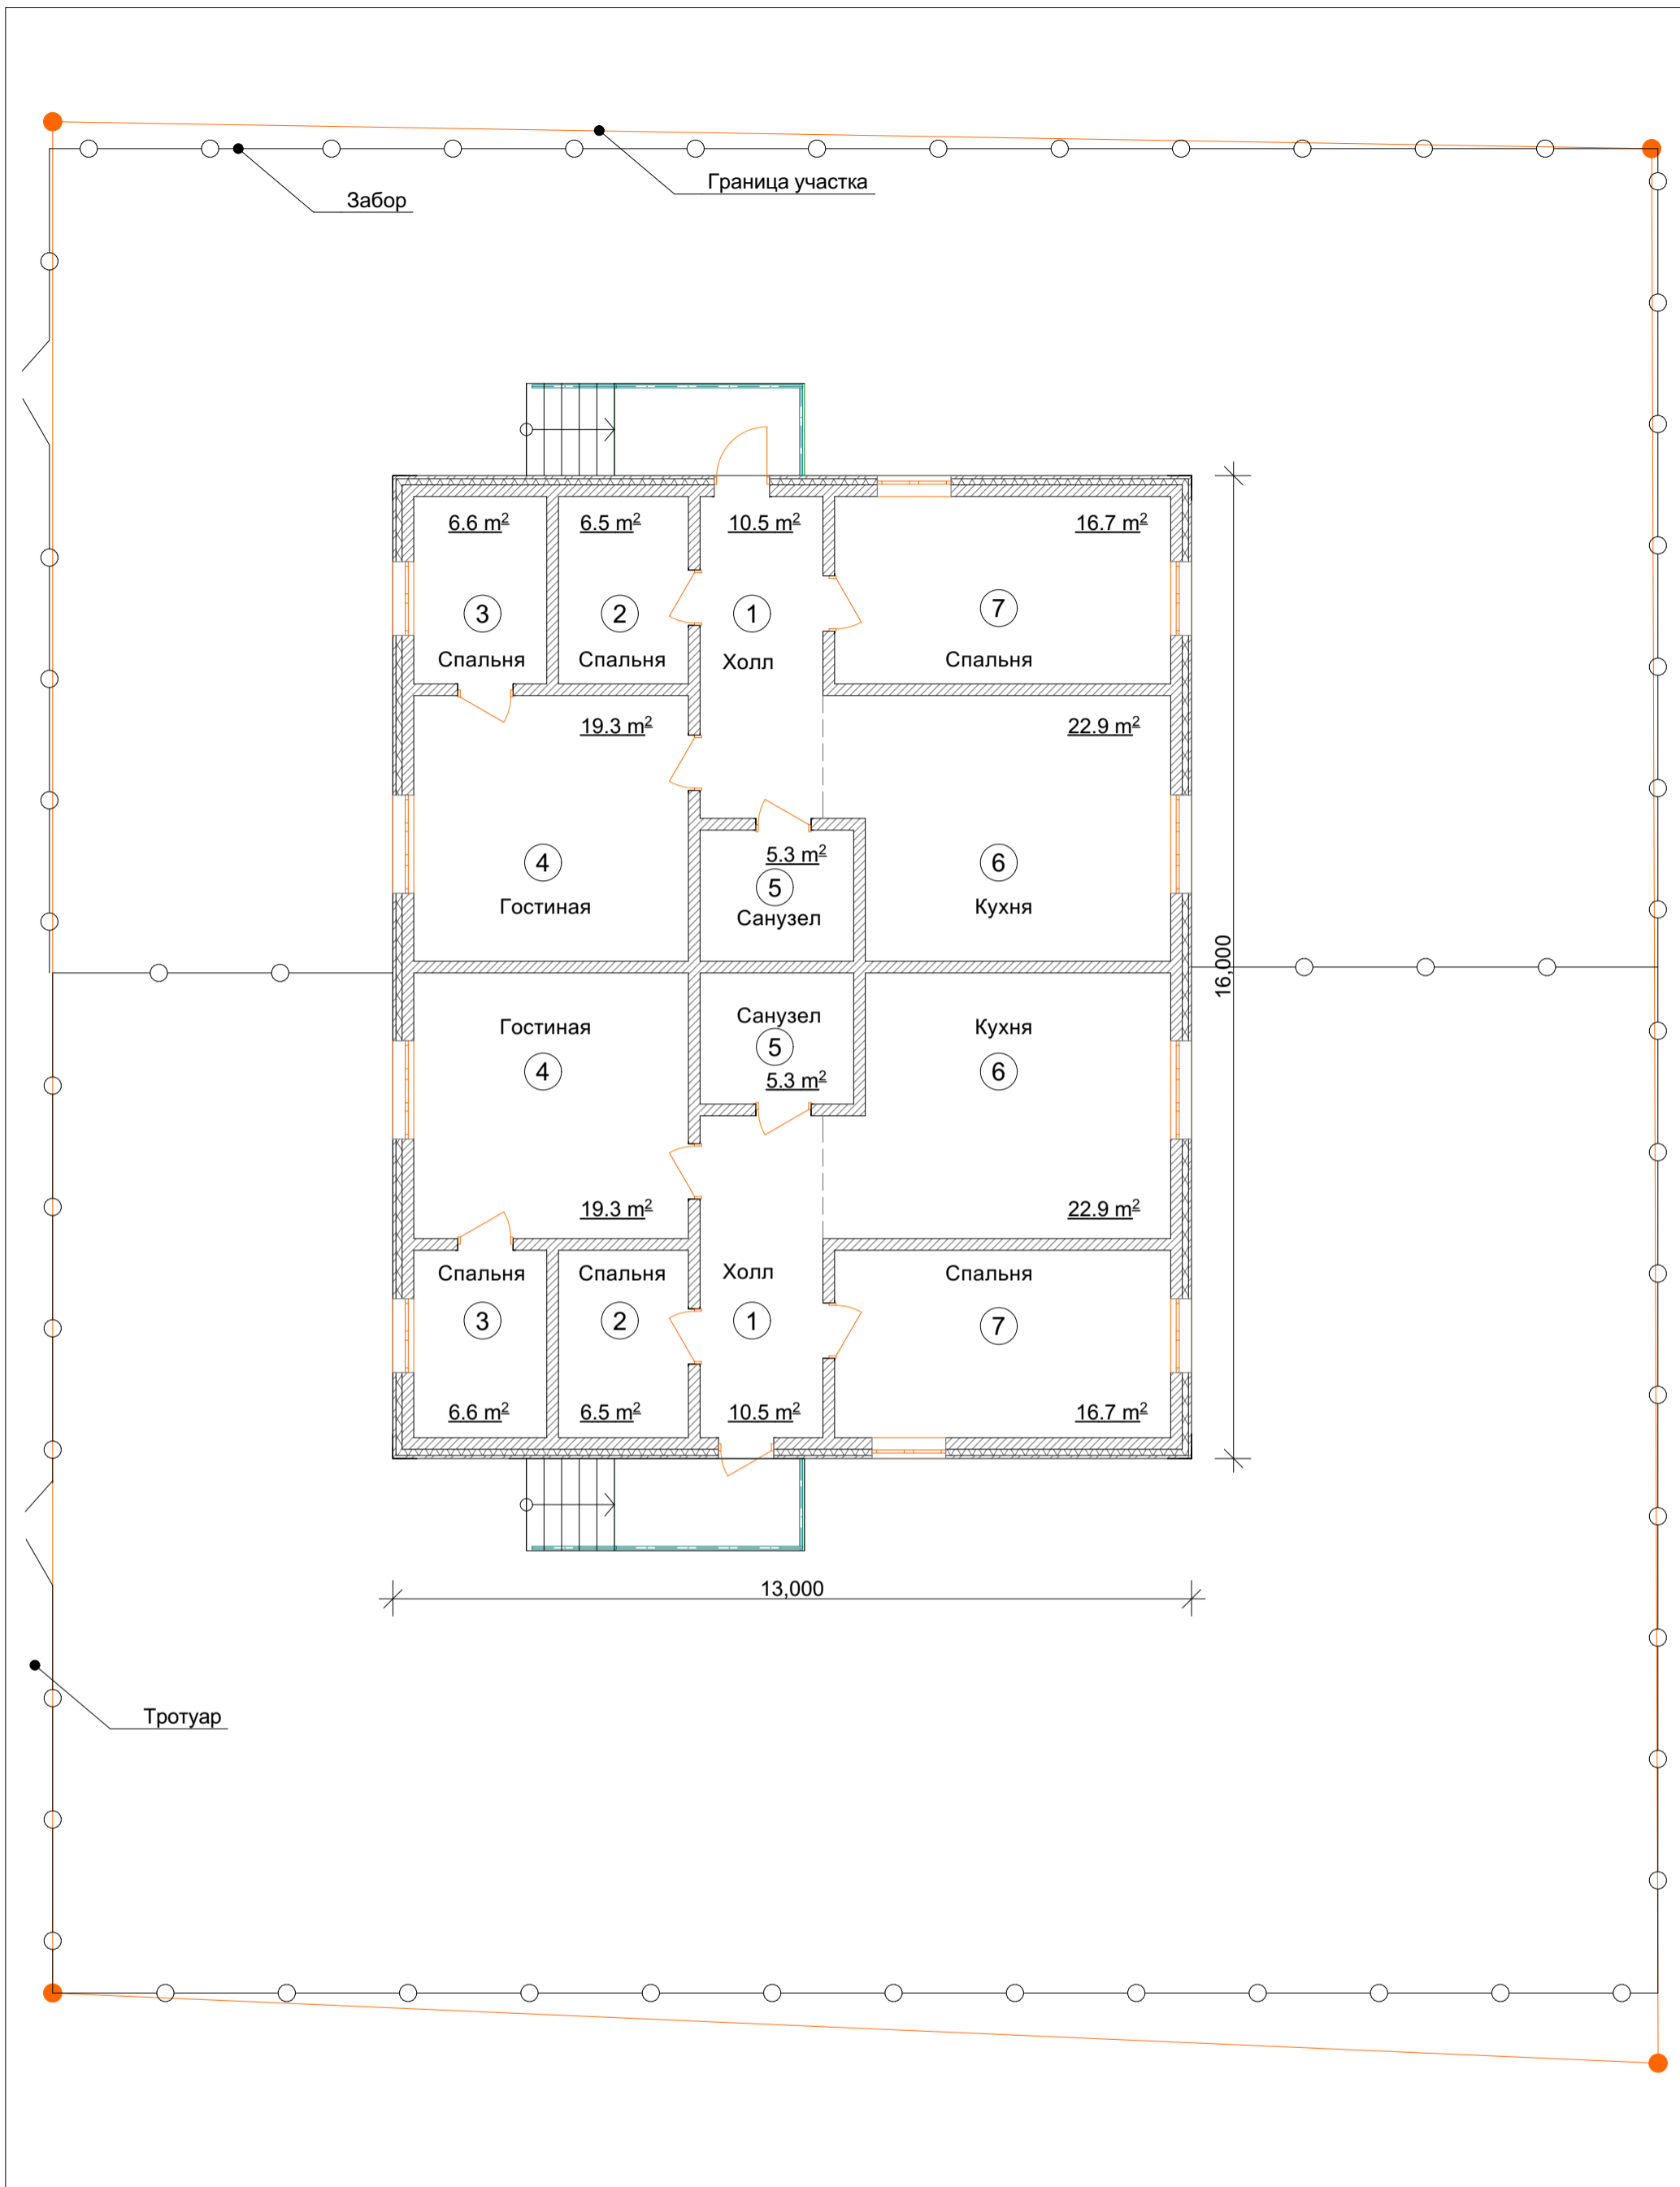 Граница участка
Забор
6.6 m²
6.5 m²
10.5 m²
16.7 m²
3
2
1
7
Спальня
Спальня
Холл
Спальня
19.3 m²
22.9 m²
5.3 m²
4
5
6
Гостиная
Санузел
Кухня
16,000
Гостиная
Санузел
Кухня
4
5
6
5.3 m²
19.3 m²
22.9 m²
Спальня
Спальня
Холл
Спальня
3
2
1
7
6.6 m²
6.5 m²
10.5 m²
16.7 m²
13,000
Тротуар